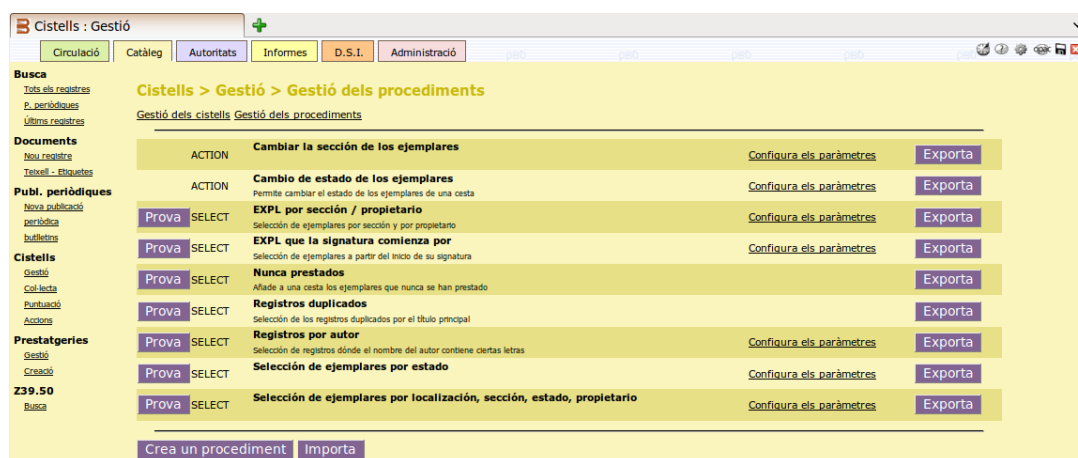 Cistells : Gestió
Circulació Catàleg Autoritats Informes D.S.I. Administració
Busca
Tots els registres
P. periòdiques
Últims registres
Documents
Nou registre
Teixell - Etiquetes
Publ. periòdiques
Nova publicació
periòdica
butlletins
Cistells
Gestió
Col·lecta
Puntuació
Accions
Prestatgeries
Gestió
Creació
Z39.50
Busca
Cistells > Gestió > Gestió dels procediments
Gestió dels cistells Gestió dels procediments
ACTION Cambiar la sección de los ejemplares Configura els paràmetres Exporta
ACTION Cambio de estado de los ejemplares Configura els paràmetres Exporta
Permite cambiar el estado de los ejemplares de una cesta
Prova SELECT EXPL por sección / propietario Configura els paràmetres Exporta
Selección de ejemplares por sección y por propietario
Prova SELECT EXPL que la signatura comienza por Configura els paràmetres Exporta
Selección de ejemplares a partir del inicio de su signatura
Prova SELECT Nunca prestados Exporta
Añade a una cesta los ejemplares que nunca se han prestado
Prova SELECT Registros duplicados Exporta
Selección de los registros duplicados por el título principal
Prova SELECT Registros por autor Configura els paràmetres Exporta
Selección de registros dónde el nombre del autor contiene ciertas letras
Prova SELECT Selección de ejemplares por estado Configura els paràmetres Exporta
Prova SELECT Selección de ejemplares por localización, sección, estado, propietario Configura els paràmetres Exporta
Crea un procediment Importa